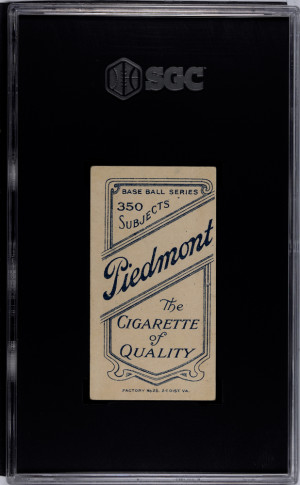 SGC
BASE BALL SERIES
350
SUBJECTS
Piedmont
The
CIGARETTE
of
QUALITY
FACTORY No. 25, 2nd DIST. VA.